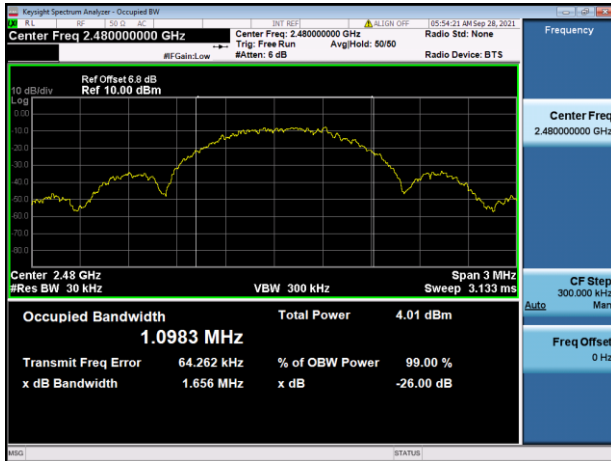 Keysight Spectrum Analyzer - Occupied BW
RL RF 50 Ω AC INT REF ALIGN OFF 05:54:21 AM Sep 28, 2021
Center Freq 2.480000000 GHz
Center Freq: 2.480000000 GHz
Radio Std: None
Trig: Free Run Avg|Hold: 50/50
#IFGain:Low
#Atten: 6 dB
Radio Device: BTS
Frequency
Ref Offset 6.8 dB
10 dB/div
Ref 10.00 dBm
Log
0.00
-10.0
-20.0
-30.0
-40.0
-50.0
-60.0
-70.0
-80.0
Center 2.48 GHz
Span 3 MHz
#Res BW 30 kHz
VBW 300 kHz
Sweep 3.133 ms
Occupied Bandwidth
1.0983 MHz
Total Power 4.01 dBm
Transmit Freq Error 64.262 kHz
% of OBW Power 99.00 %
x dB Bandwidth 1.656 MHz
x dB -26.00 dB
Center Freq
2.480000000 GHz
CF Step
300.000 kHz
Auto Man
Freq Offset
0 Hz
MSG
STATUS